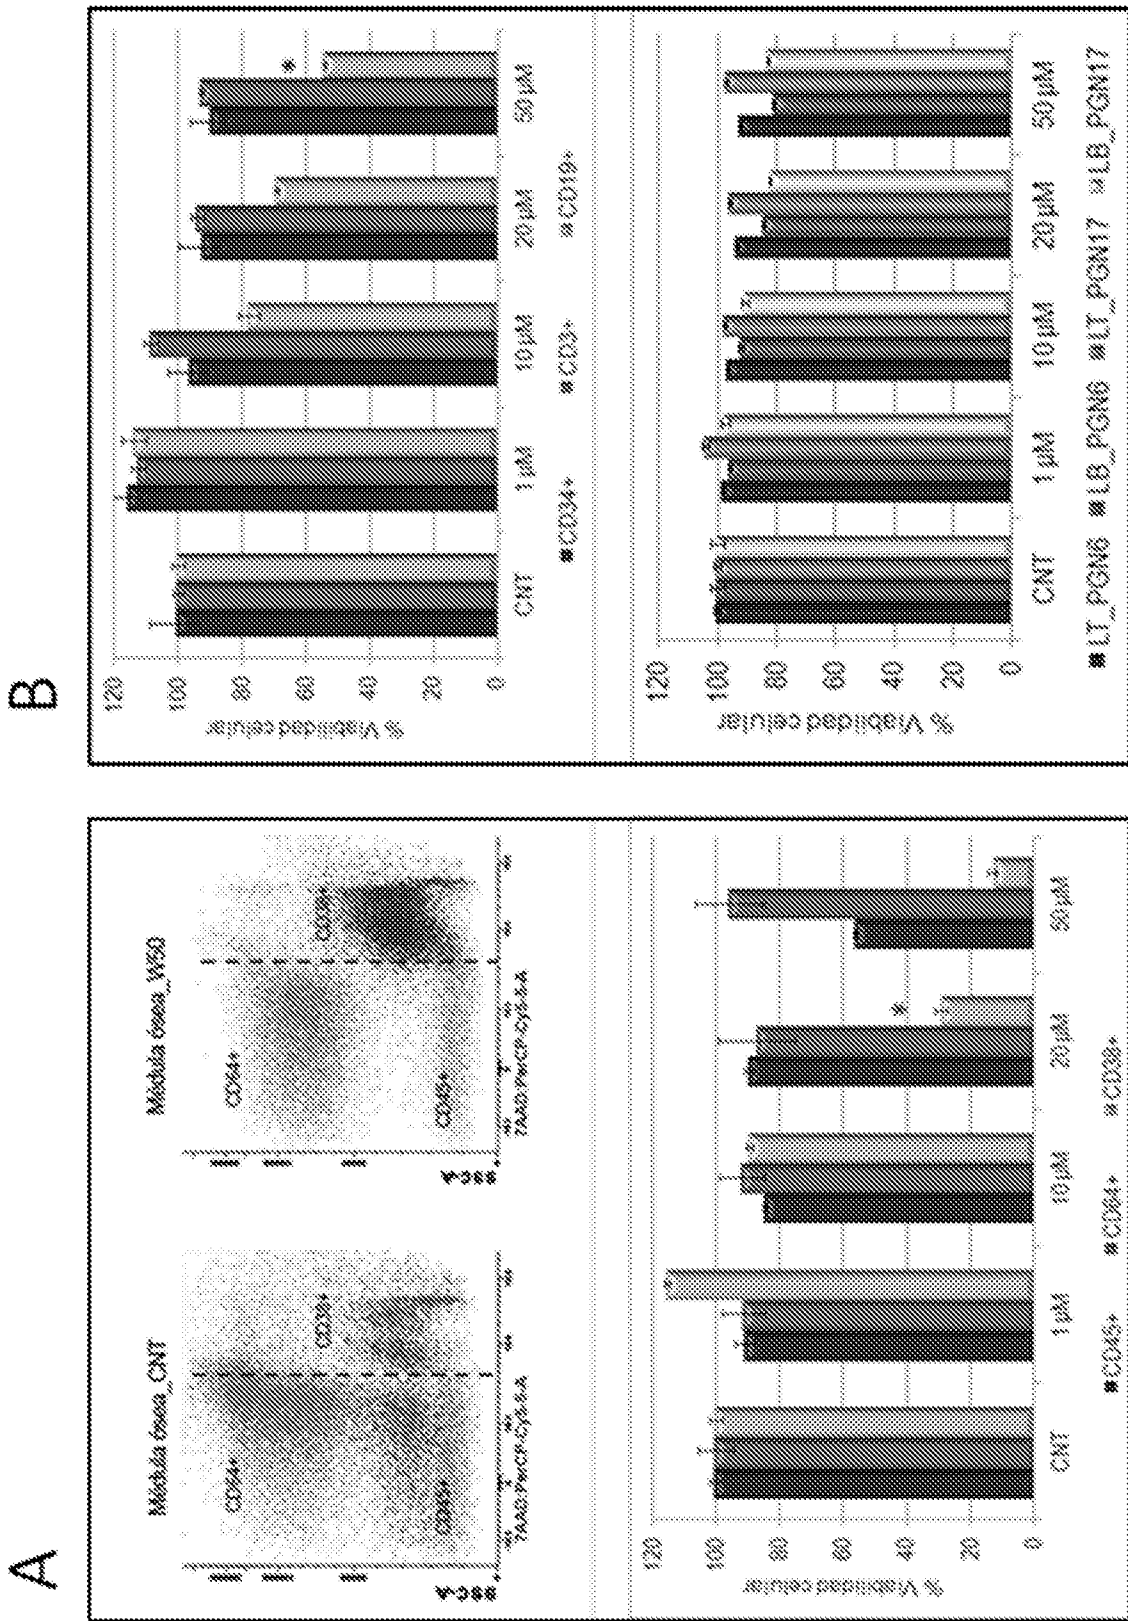 A
Médula ósea_CNT
Médula ósea_W50
CD64+
CD38+
CD45+
CD64+
CD38+
CD45+
SSC-A
7AAD:PerCP-Cy5-5-A
SSC-A
7AAD:PerCP-Cy5-5-A
% Viabilidad celular
120
100
80
60
40
20
0
*
CNT
1 µM
10 µM
20 µM
50 µM
CD45+
CD64+
CD38+
B
% Viabilidad celular
120
100
80
60
40
20
0
*
CNT
1 µM
10 µM
20 µM
50 µM
CD34+
CD3+
CD19+
% Viabilidad celular
120
100
80
60
40
20
0
CNT
1 µM
10 µM
20 µM
50 µM
LT_PGN6
LB_PGN6
LT_PGN17
LB_PGN17